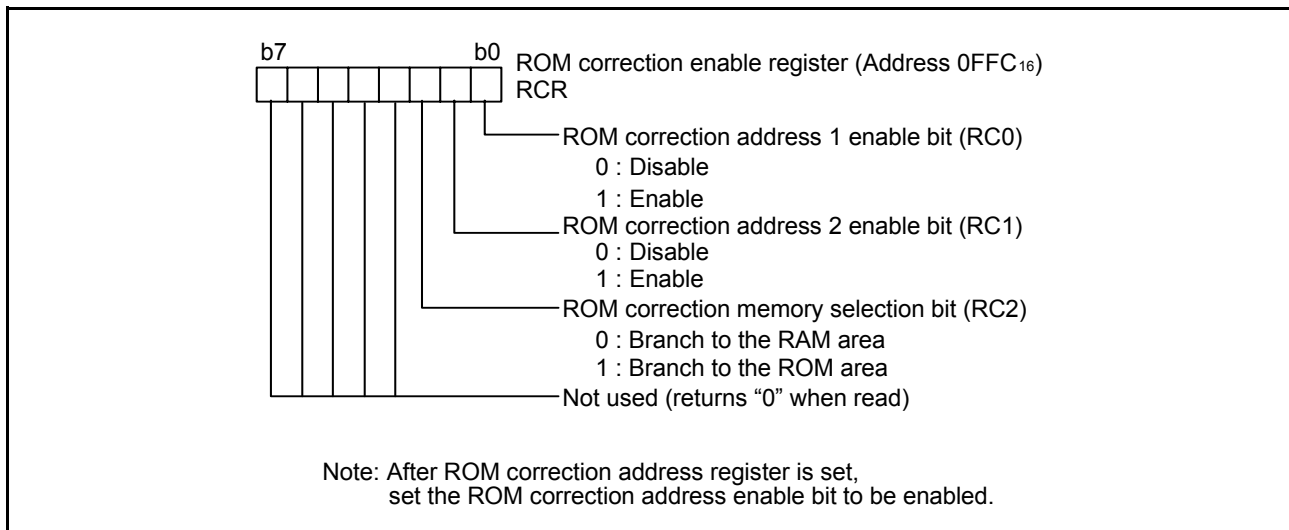 b7 b0
ROM correction enable register (Address 0FFC₁₆)
RCR
ROM correction address 1 enable bit (RC0)
0 : Disable
1 : Enable
ROM correction address 2 enable bit (RC1)
0 : Disable
1 : Enable
ROM correction memory selection bit (RC2)
0 : Branch to the RAM area
1 : Branch to the ROM area
Not used (returns “0” when read)
Note: After ROM correction address register is set,
set the ROM correction address enable bit to be enabled.